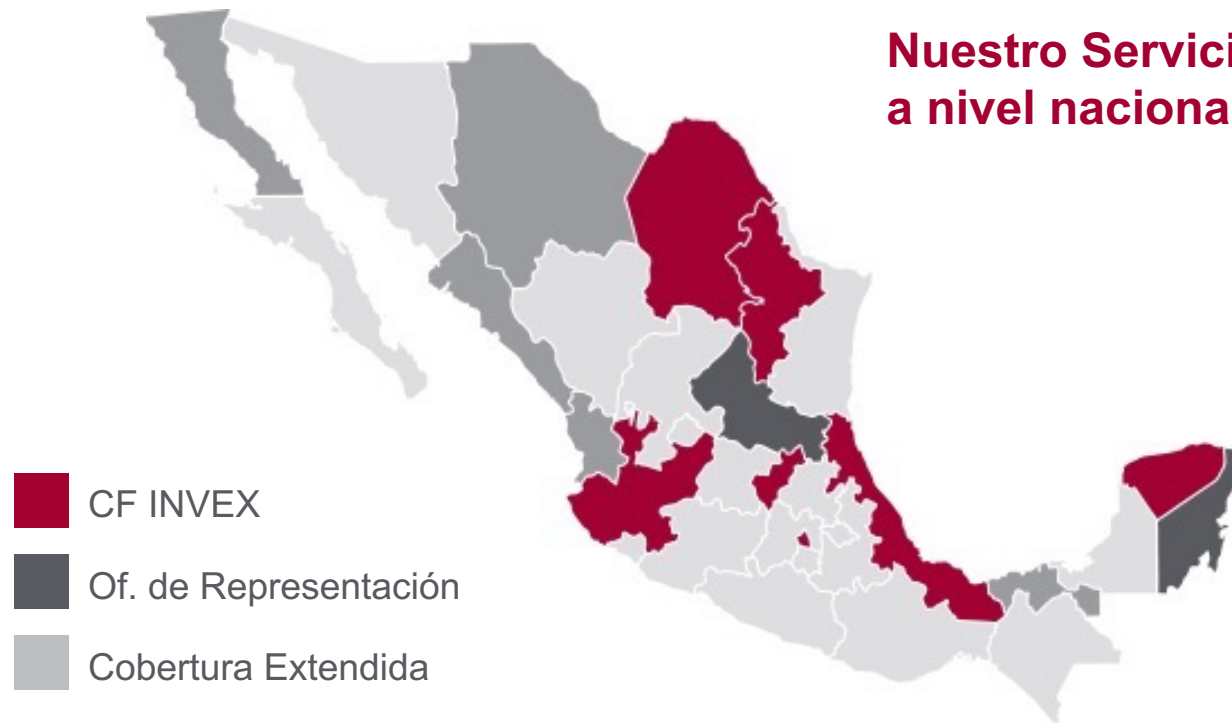 Nuestro Servici
a nivel naciona
CF INVEX
Of. de Representación
Cobertura Extendida